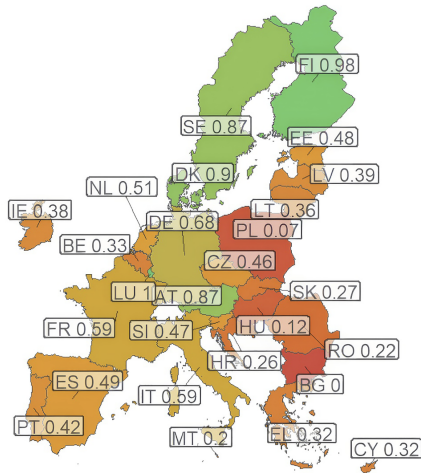 FI 0.98
SE 0.87
EE 0.48
DK 0.9
LV 0.39
NL 0.51
IE 0.38
LT 0.36
DE 0.68
PL 0.07
BE 0.33
CZ 0.46
LU 1
AT 0.87
SK 0.27
FR 0.59
SI 0.47
HU 0.12
RO 0.22
HR 0.26
ES 0.49
IT 0.59
BG 0
PT 0.42
MT 0.2
EL 0.32
CY 0.32